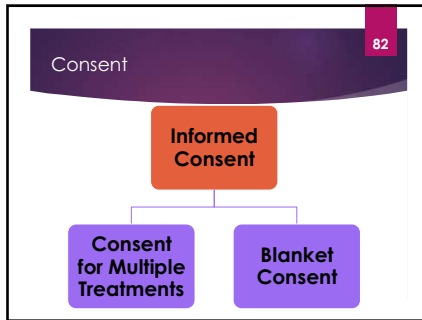 82
Consent
Informed
Consent
Consent
for Multiple
Treatments
Blanket
Consent